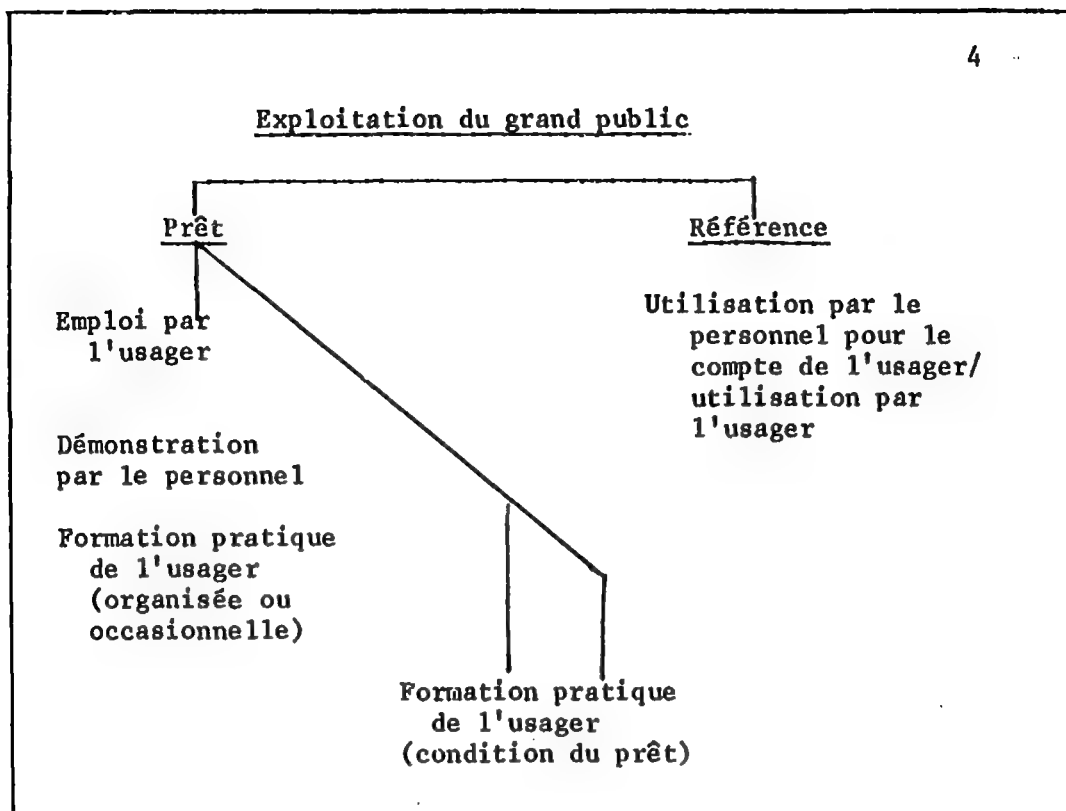 4
Exploitation du grand public
Prêt
Référence
Emploi par
l'usager
Utilisation par le
personnel pour le
compte de l'usager/
utilisation par
l'usager
Démonstration
par le personnel
Formation pratique
de l'usager
(organisée ou
occasionnelle)
Formation pratique
de l'usager
(condition du prêt)